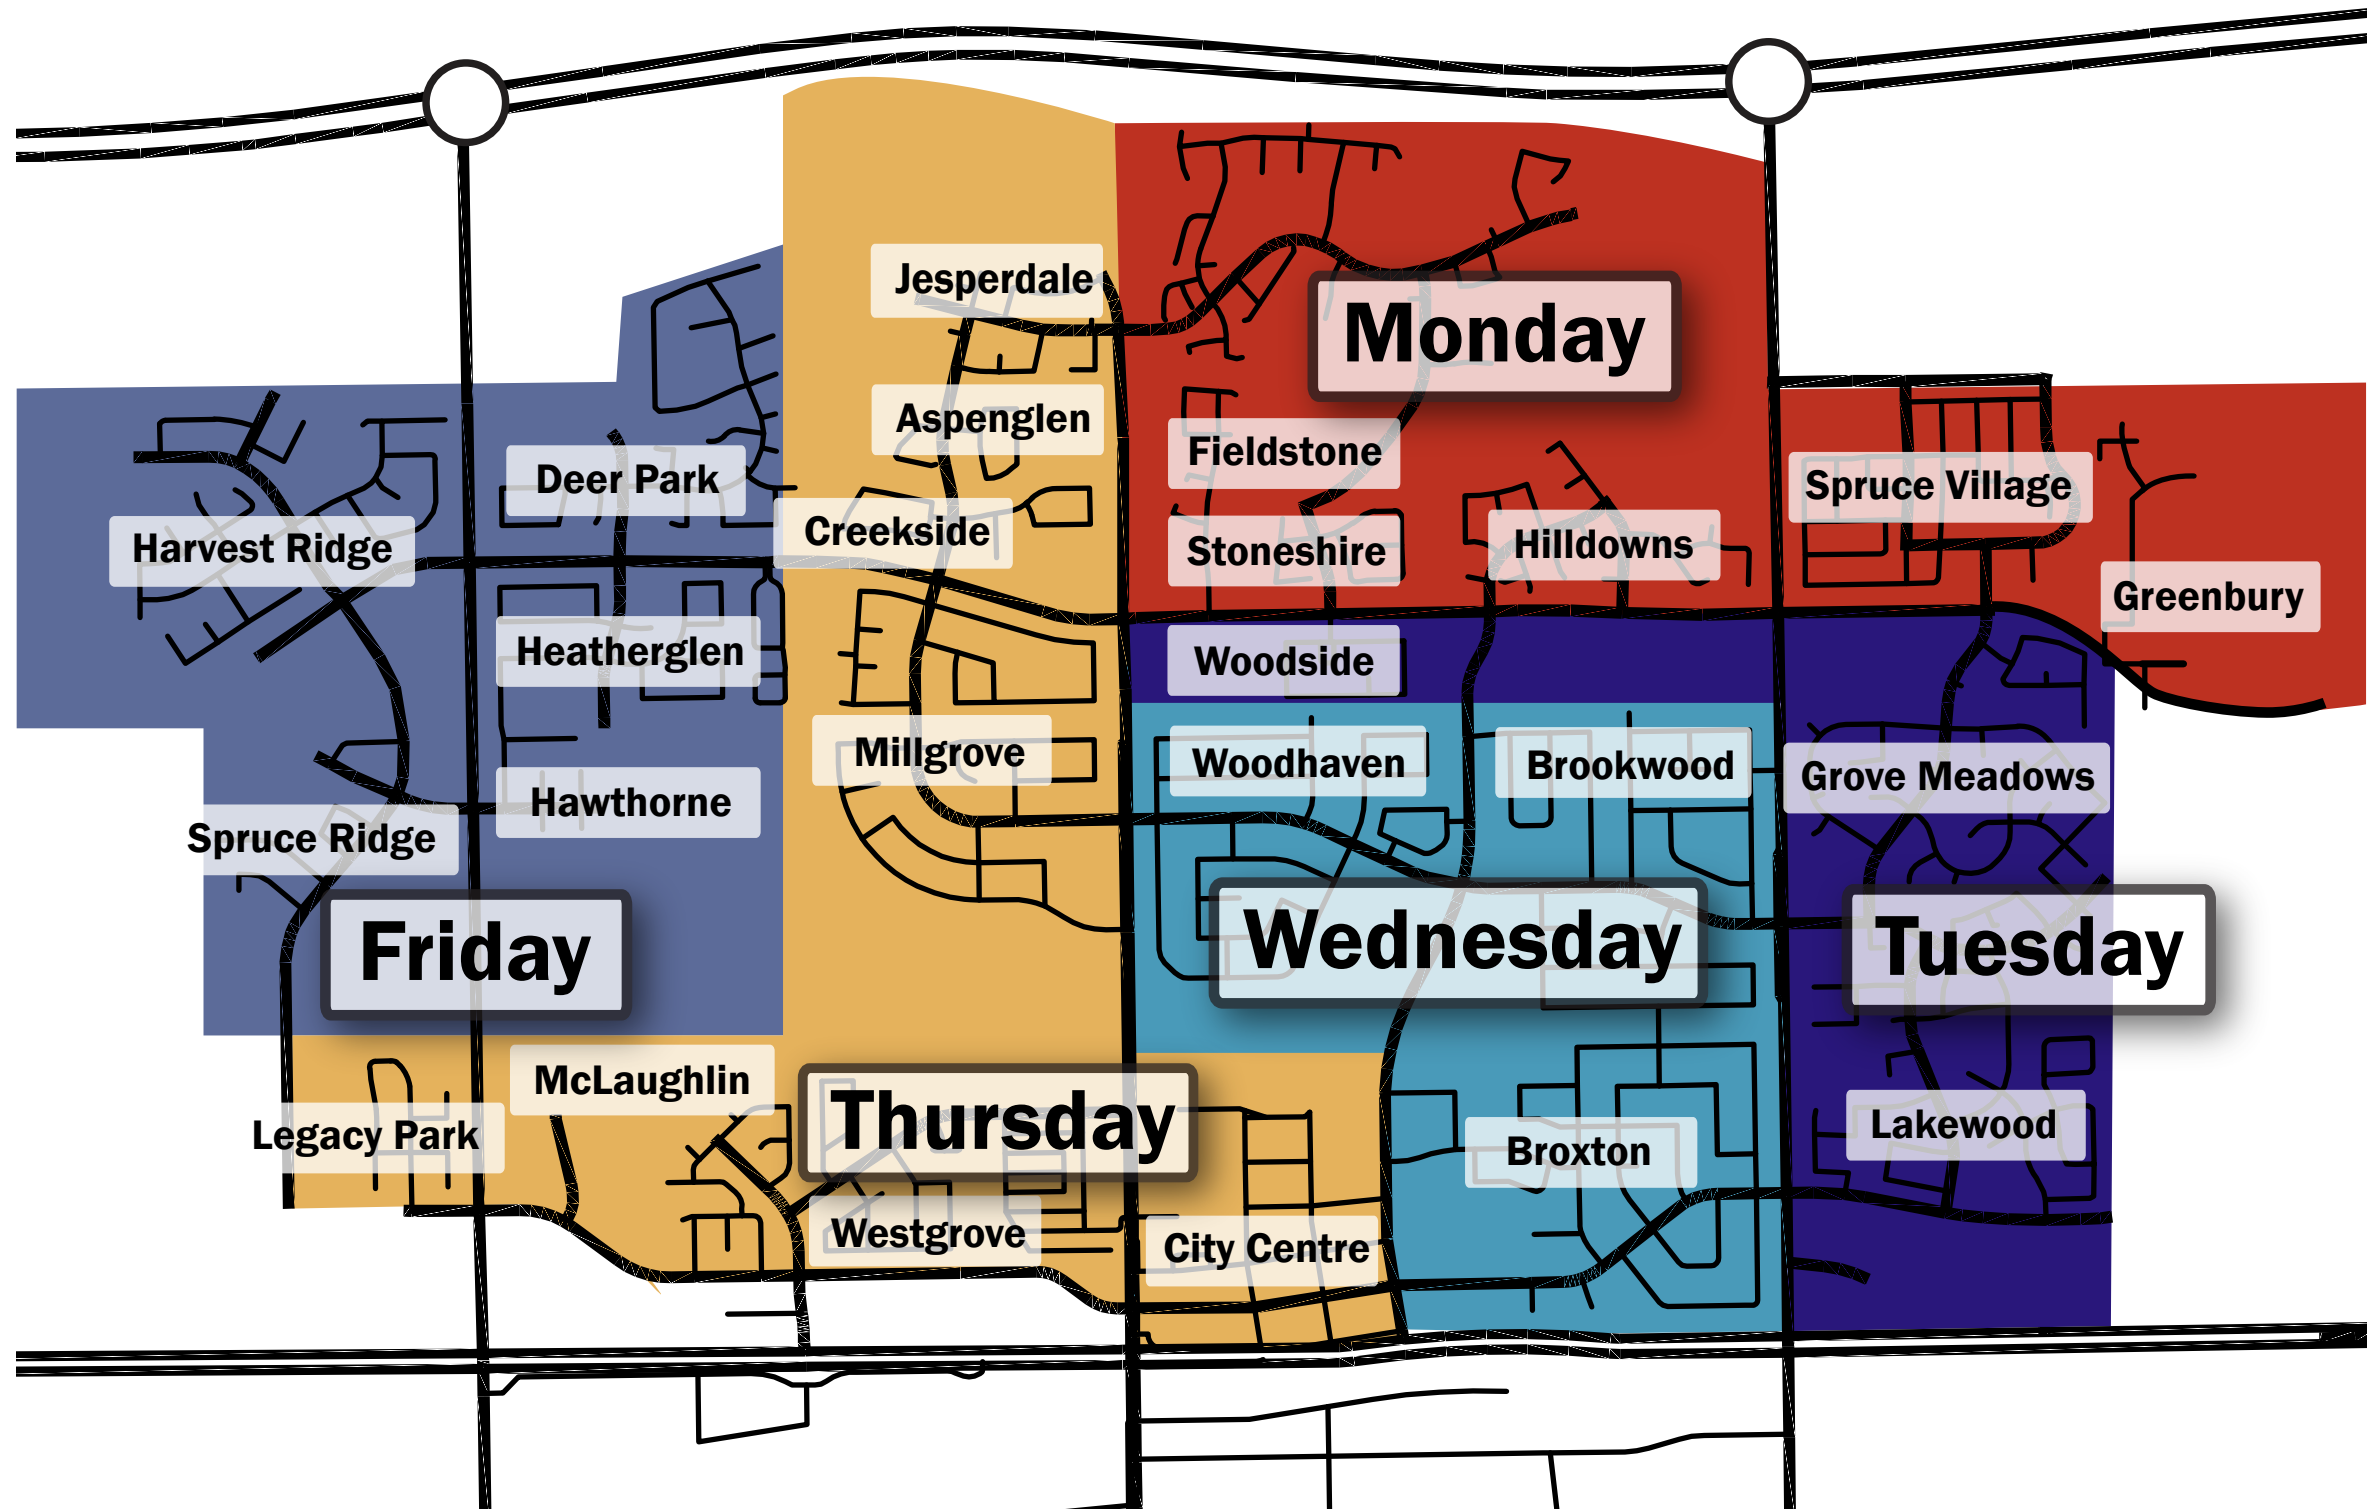 Jesperdale
Monday
Aspenglen
Fieldstone
Deer Park
Spruce Village
Creekside
Harvest Ridge
Stoneshire
Hilldowns
Greenbury
Heatherglen
Woodside
Millgrove
Woodhaven
Brookwood
Grove Meadows
Hawthorne
Spruce Ridge
Friday
Wednesday
Tuesday
McLaughlin
Thursday
Legacy Park
Lakewood
Broxton
Westgrove
City Centre